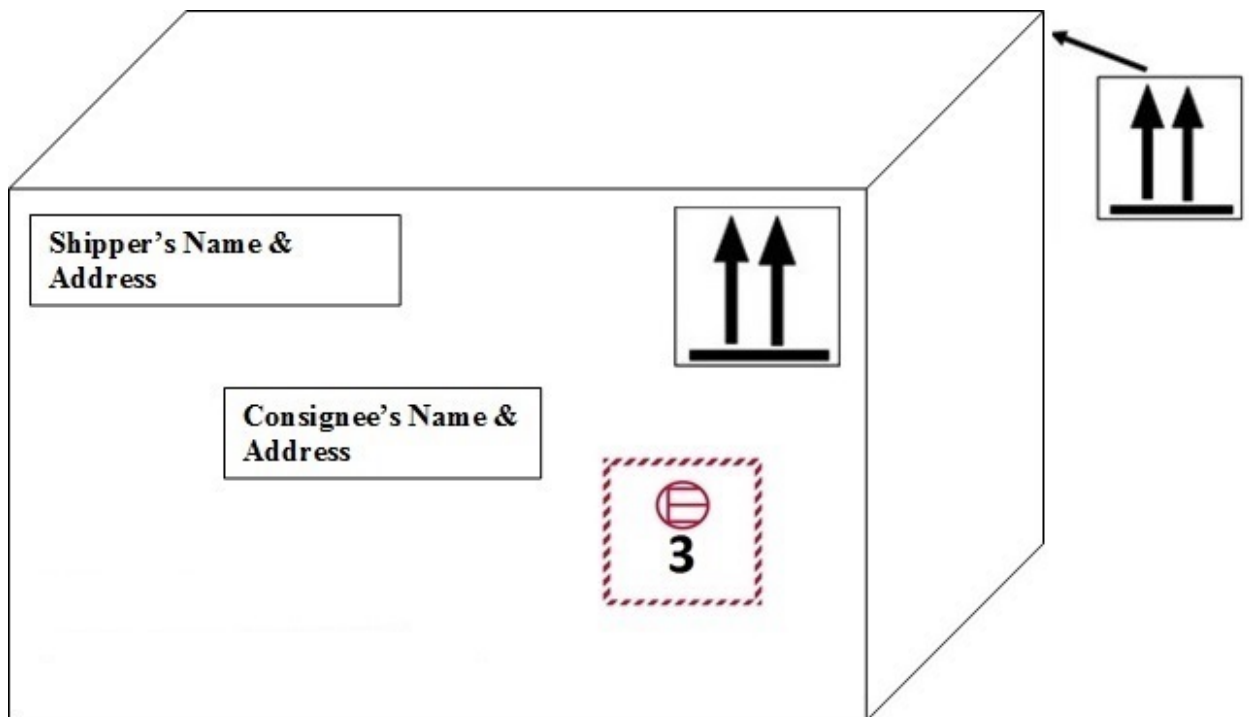 Shipper’s Name &
Address
Consignee’s Name &
Address
E
3